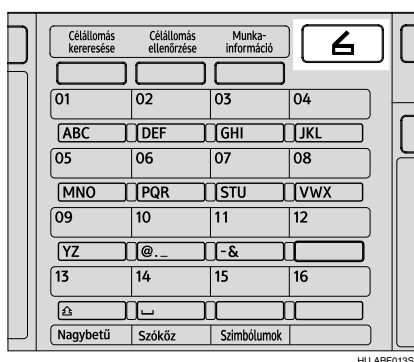 Célállomás kereresése
Célállomás ellenőrzése
Munka-információ
01 02 03 04
ABC DEF GHI JKL
05 06 07 08
MNO PQR STU VWX
09 10 11 12
YZ @._ -&
13 14 15 16
Nagybetű Szóköz Szimbólumok
HU ABF013S